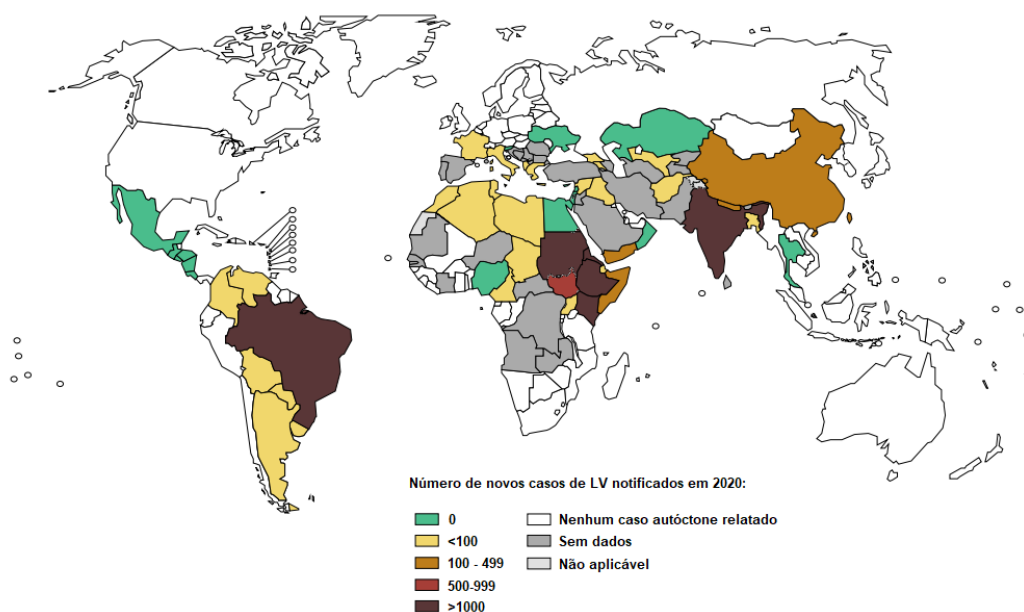 Número de novos casos de LV notificados em 2020:
0
Nenhum caso autóctone relatado
<100
Sem dados
100 - 499
Não aplicável
500-999
>1000